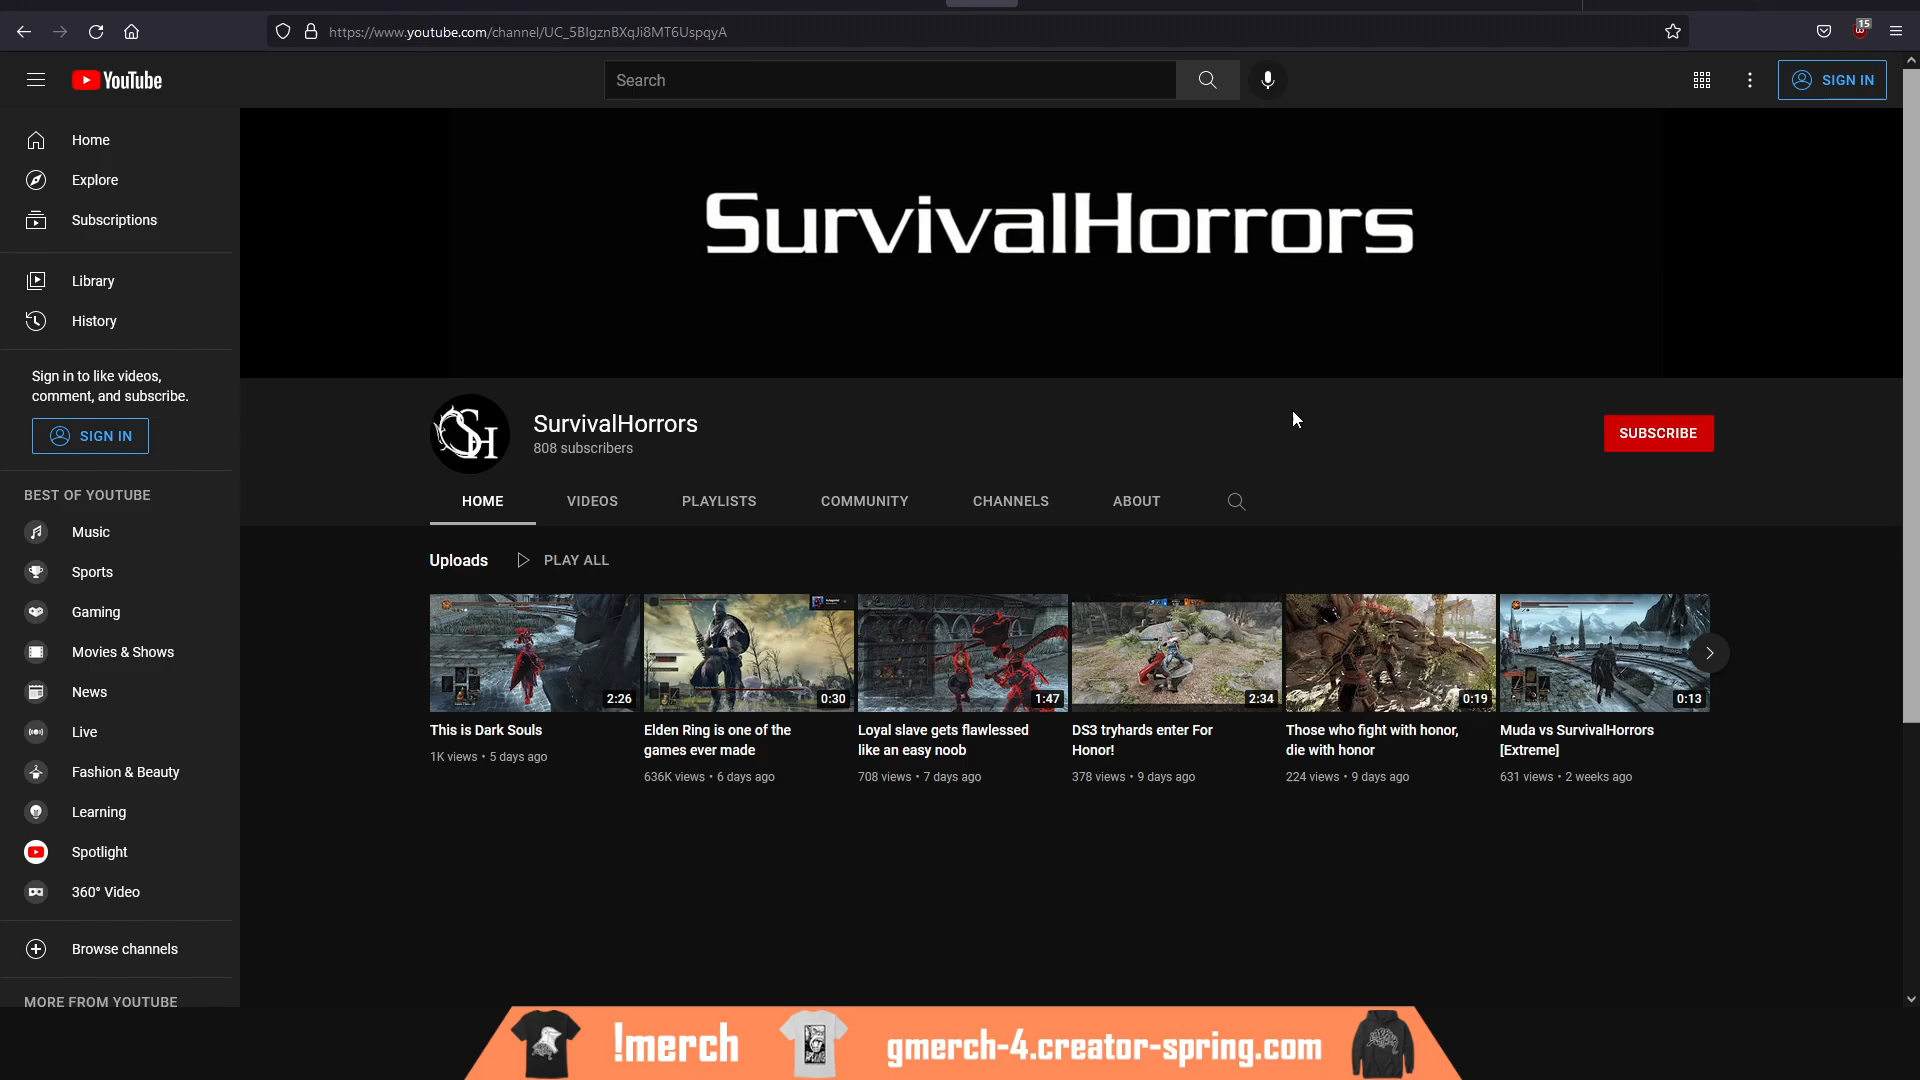 https://www.youtube.com/channel/UC_5BIgznBXqJi8MT6UspqyA
15
YouTube
Search
SIGN IN
Home
Explore
Subscriptions
Library
History
Sign in to like videos,
comment, and subscribe.
SIGN IN
BEST OF YOUTUBE
Music
Sports
Gaming
Movies & Shows
News
Live
Fashion & Beauty
Learning
Spotlight
360° Video
Browse channels
MORE FROM YOUTUBE
SurvivalHorrors
SH
SurvivalHorrors
808 subscribers
SUBSCRIBE
HOME
VIDEOS
PLAYLISTS
COMMUNITY
CHANNELS
ABOUT
Uploads
PLAY ALL
2:26
This is Dark Souls
1K views • 5 days ago
0:30
Elden Ring is one of the
games ever made
636K views • 6 days ago
1:47
Loyal slave gets flawlessed
like an easy noob
708 views • 7 days ago
2:34
DS3 tryhards enter For
Honor!
378 views • 9 days ago
0:19
Those who fight with honor,
die with honor
224 views • 9 days ago
0:13
Muda vs SurvivalHorrors
[Extreme]
631 views • 2 weeks ago
!merch
gmerch-4.creator-spring.com